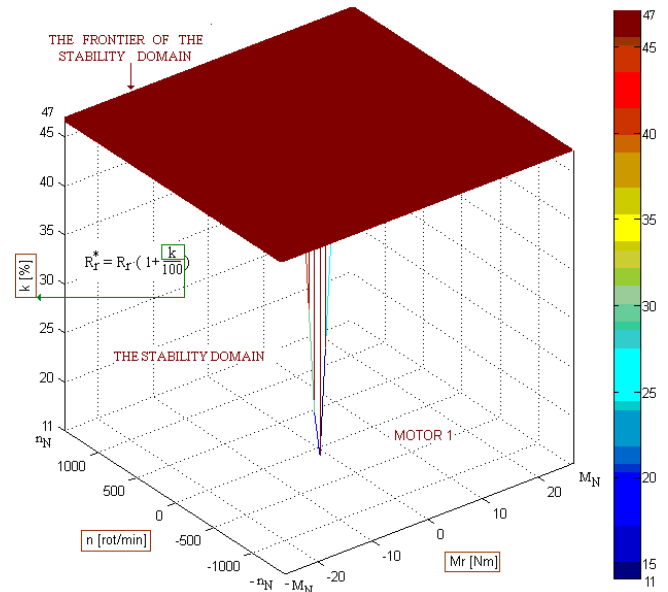 THE FRONTIER OF THE
STABILITY DOMAIN
47
45
40
35
30
25
20
11
k [%]
R*r = Rr·( 1+ k/100 )
THE STABILITY DOMAIN
MOTOR 1
nN
1000
500
0
-500
-1000
-nN
n [rot/min]
-MN
-20
-10
0
10
20
MN
Mr [Nm]
47
45
40
35
30
25
20
15
11